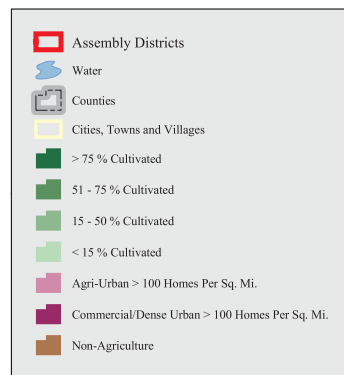 Assembly Districts
Water
Counties
Cities, Towns and Villages
> 75 % Cultivated
51 - 75 % Cultivated
15 - 50 % Cultivated
< 15 % Cultivated
Agri-Urban > 100 Homes Per Sq. Mi.
Commercial/Dense Urban > 100 Homes Per Sq. Mi.
Non-Agriculture